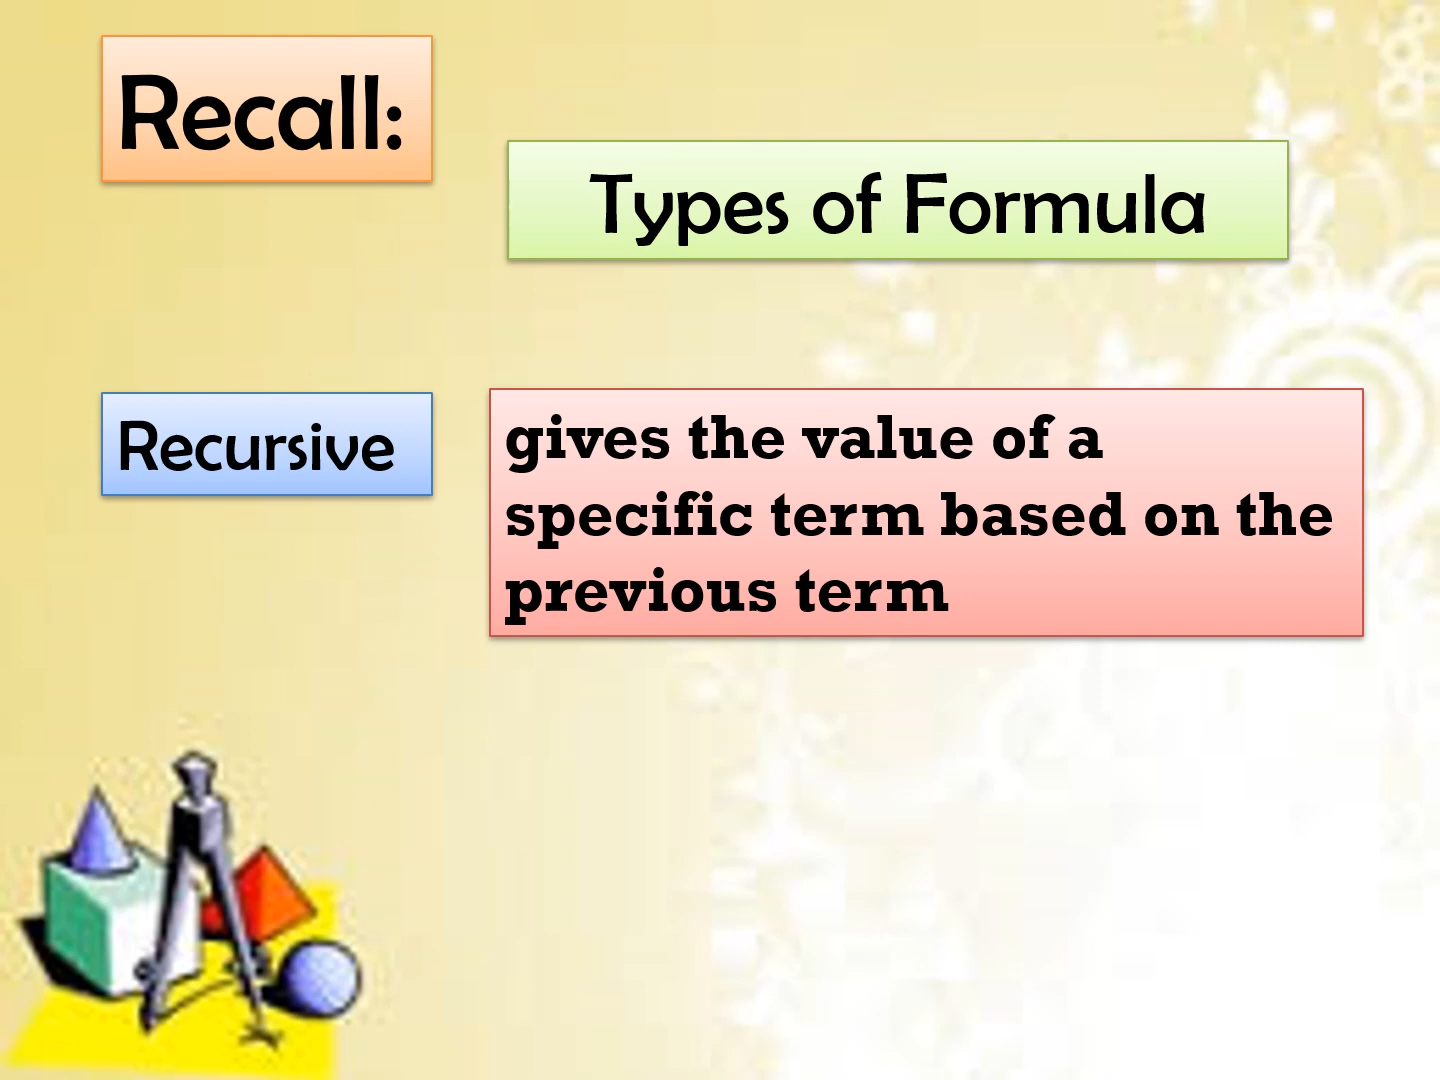 Recall:
Types of Formula
Recursive
gives the value of a
specific term based on the
previous term